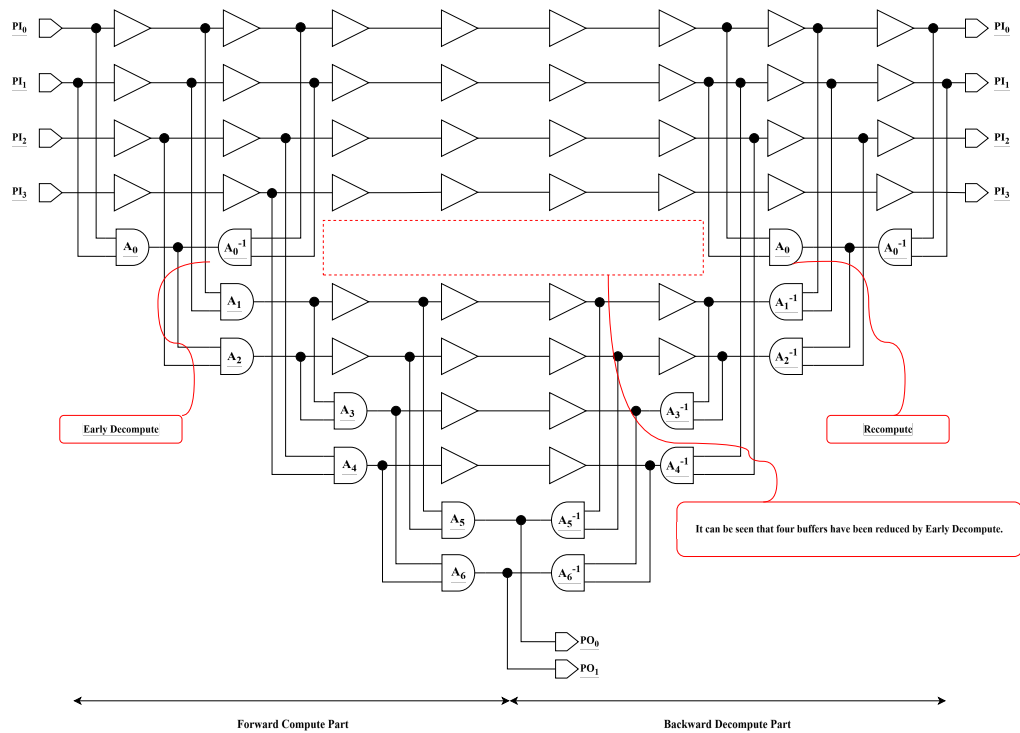 PI₀ PI₀
PI₁ PI₁
PI₂ PI₂
PI₃ PI₃
A₀ A₀⁻¹ A₀ A₀⁻¹
A₁ A₁⁻¹
A₂ A₂⁻¹
A₃ A₃⁻¹
Early Decompute
Recompute
A₄ A₄⁻¹
A₅ A₅⁻¹
It can be seen that four buffers have been reduced by Early Decompute.
A₆ A₆⁻¹
PO₀
PO₁
Forward Compute Part
Backward Decompute Part